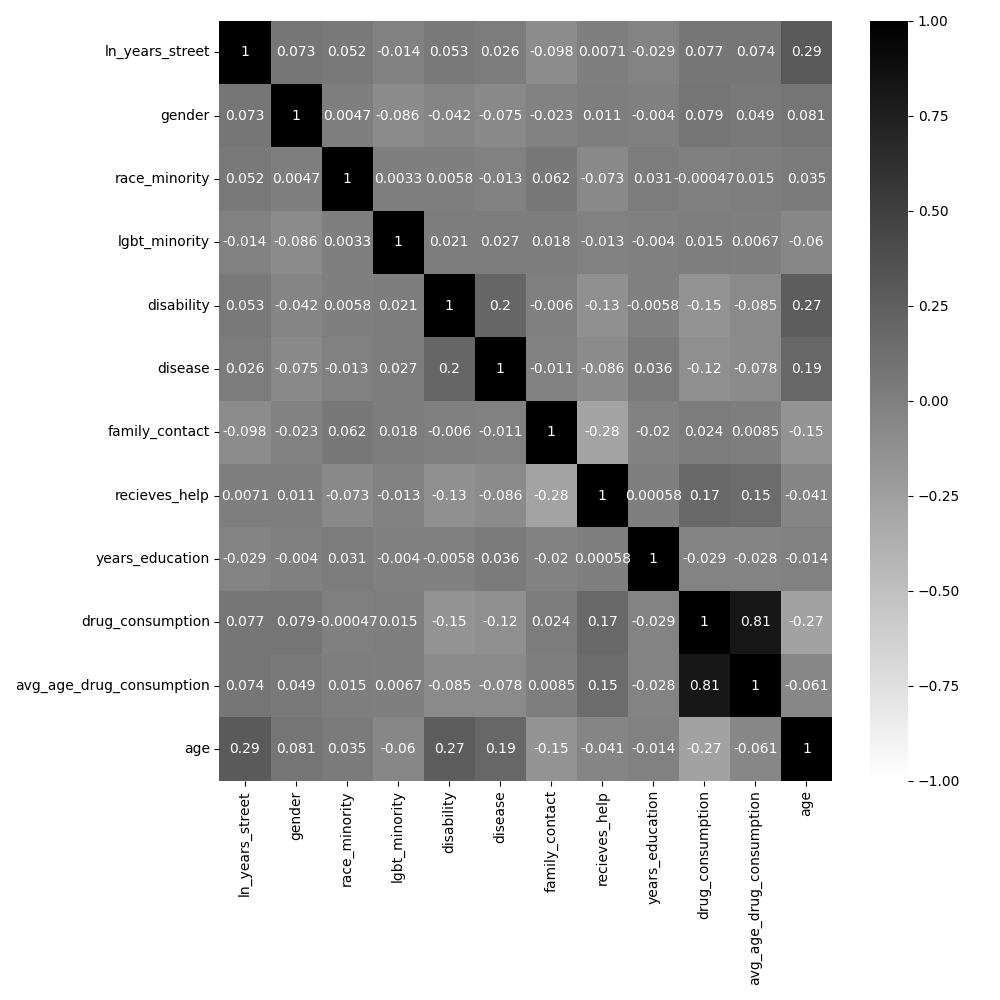 ln_years_street 1 0.073 0.052 -0.014 0.053 0.026 -0.098 0.0071 -0.029 0.077 0.074 0.29
gender 0.073 1 0.0047 -0.086 -0.042 -0.075 -0.023 0.011 -0.004 0.079 0.049 0.081
race_minority 0.052 0.0047 1 0.0033 0.0058 -0.013 0.062 -0.073 0.031 -0.00047 0.015 0.035
lgbt_minority -0.014 -0.086 0.0033 1 0.021 0.027 0.018 -0.013 -0.004 0.015 0.0067 -0.06
disability 0.053 -0.042 0.0058 0.021 1 0.2 -0.006 -0.13 -0.0058 -0.15 -0.085 0.27
disease 0.026 -0.075 -0.013 0.027 0.2 1 -0.011 -0.086 0.036 -0.12 -0.078 0.19
family_contact -0.098 -0.023 0.062 0.018 -0.006 -0.011 1 -0.28 -0.02 0.024 0.0085 -0.15
recieves_help 0.0071 0.011 -0.073 -0.013 -0.13 -0.086 -0.28 1 0.00058 0.17 0.15 -0.041
years_education -0.029 -0.004 0.031 -0.004 -0.0058 0.036 -0.02 0.00058 1 -0.029 -0.028 -0.014
drug_consumption 0.077 0.079 -0.00047 0.015 -0.15 -0.12 0.024 0.17 -0.029 1 0.81 -0.27
avg_age_drug_consumption 0.074 0.049 0.015 0.0067 -0.085 -0.078 0.0085 0.15 -0.028 0.81 1 -0.061
age 0.29 0.081 0.035 -0.06 0.27 0.19 -0.15 -0.041 -0.014 -0.27 -0.061 1
ln_years_street
gender
race_minority
lgbt_minority
disability
disease
family_contact
recieves_help
years_education
drug_consumption
avg_age_drug_consumption
age
1.00
0.75
0.50
0.25
0.00
−0.25
−0.50
−0.75
−1.00